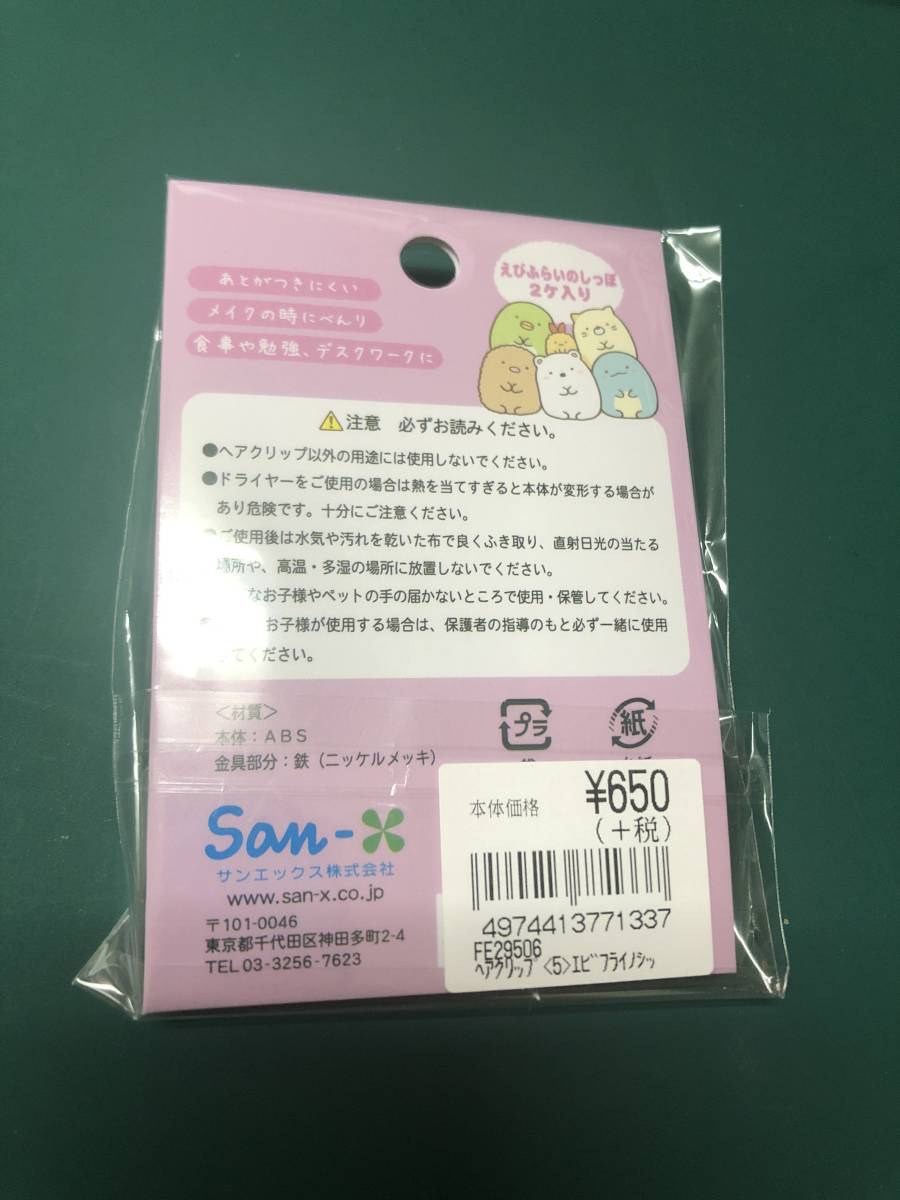 えびふらいのしっぽ
2ケ入り
あとがつきにくい
メイクの時にべんり
食事や勉強、デスクワークに
注意 必ずお読みください。
●ヘアクリップ以外の用途には使用しないでください。
●ドライヤーをご使用の場合は熱を当てすぎると本体が変形する場合が
あり危険です。十分にご注意ください。
●ご使用後は水気や汚れを乾いた布で良くふき取り、直射日光の当たる
場所や、高温・多湿の場所に放置しないでください。
なお子様やペットの手の届かないところで使用・保管してください。
お子様が使用する場合は、保護者の指導のもと必ず一緒に使用
してください。
＜材質＞
本体：ABS
金具部分：鉄（ニッケルメッキ）
プラ
紙
San-X
サンエックス株式会社
www.san-x.co.jp
〒101-0046
東京都千代田区神田多町2-4
TEL 03-3256-7623
本体価格 ¥650
(+税)
4974413771337
FE29506
ヘアクリップ <5>エビフライノシッ